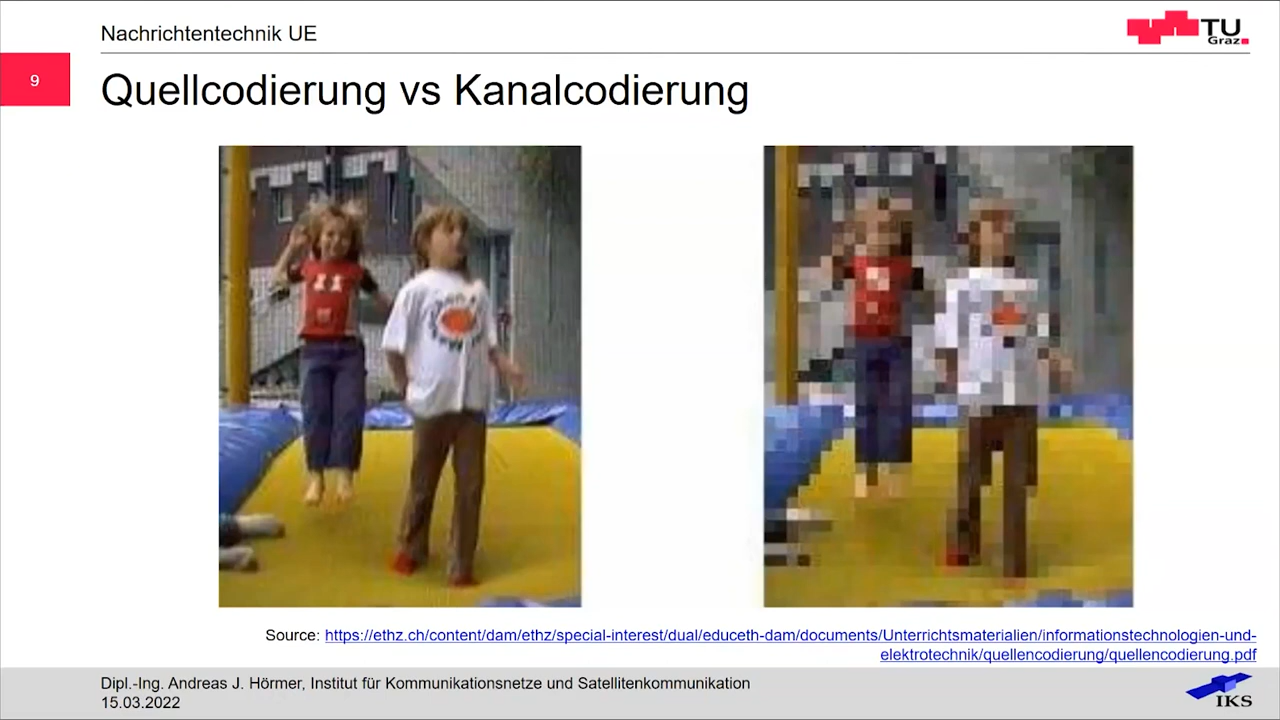 Nachrichtentechnik UE
TU
Graz
9
Quellcodierung vs Kanalcodierung
Source: https://ethz.ch/content/dam/ethz/special-interest/dual/educeth-dam/documents/Unterrichtsmaterialien/informationstechnologien-und-
elektrotechnik/quellencodierung/quellencodierung.pdf
Dipl.-Ing. Andreas J. Hörmer, Institut für Kommunikationsnetze und Satellitenkommunikation
15.03.2022
IKS